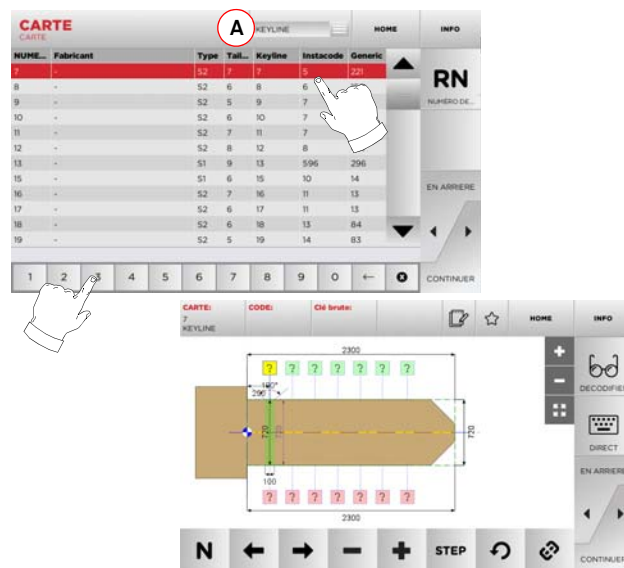 CARTE
CARTE
A
KEYLINE
HOME
INFO
NUME... Fabricant Type Tail... Keyline Instacode Generic
7 - S2 7 7 5 221
8 - S2 6 8 6
9 - S2 5 9 7
10 - S2 6 10 7
11 - S2 7 11 7
12 - S2 8 12 8
13 - S1 9 13 596 296
15 - S1 6 15 10 14
16 - S2 7 16 11 13
17 - S2 6 17 11 13
18 - S2 6 18 13 84
19 - S2 5 19 14 83
RN
NUMÉRO DE...
EN ARRIERE
CONTINUER
1 2 3 4 5 6 7 8 9 0 ←
CARTE: CODE: Clé brute: HOME INFO
7
KEYLINE
2300
? ? ? ? ? ? ?
100°
290
720 720 720 720
100
? ? ? ? ? ? ?
2300
+
−
DECODIFIER
DIRECT
EN ARRIERE
CONTINUER
N ← → − + STEP